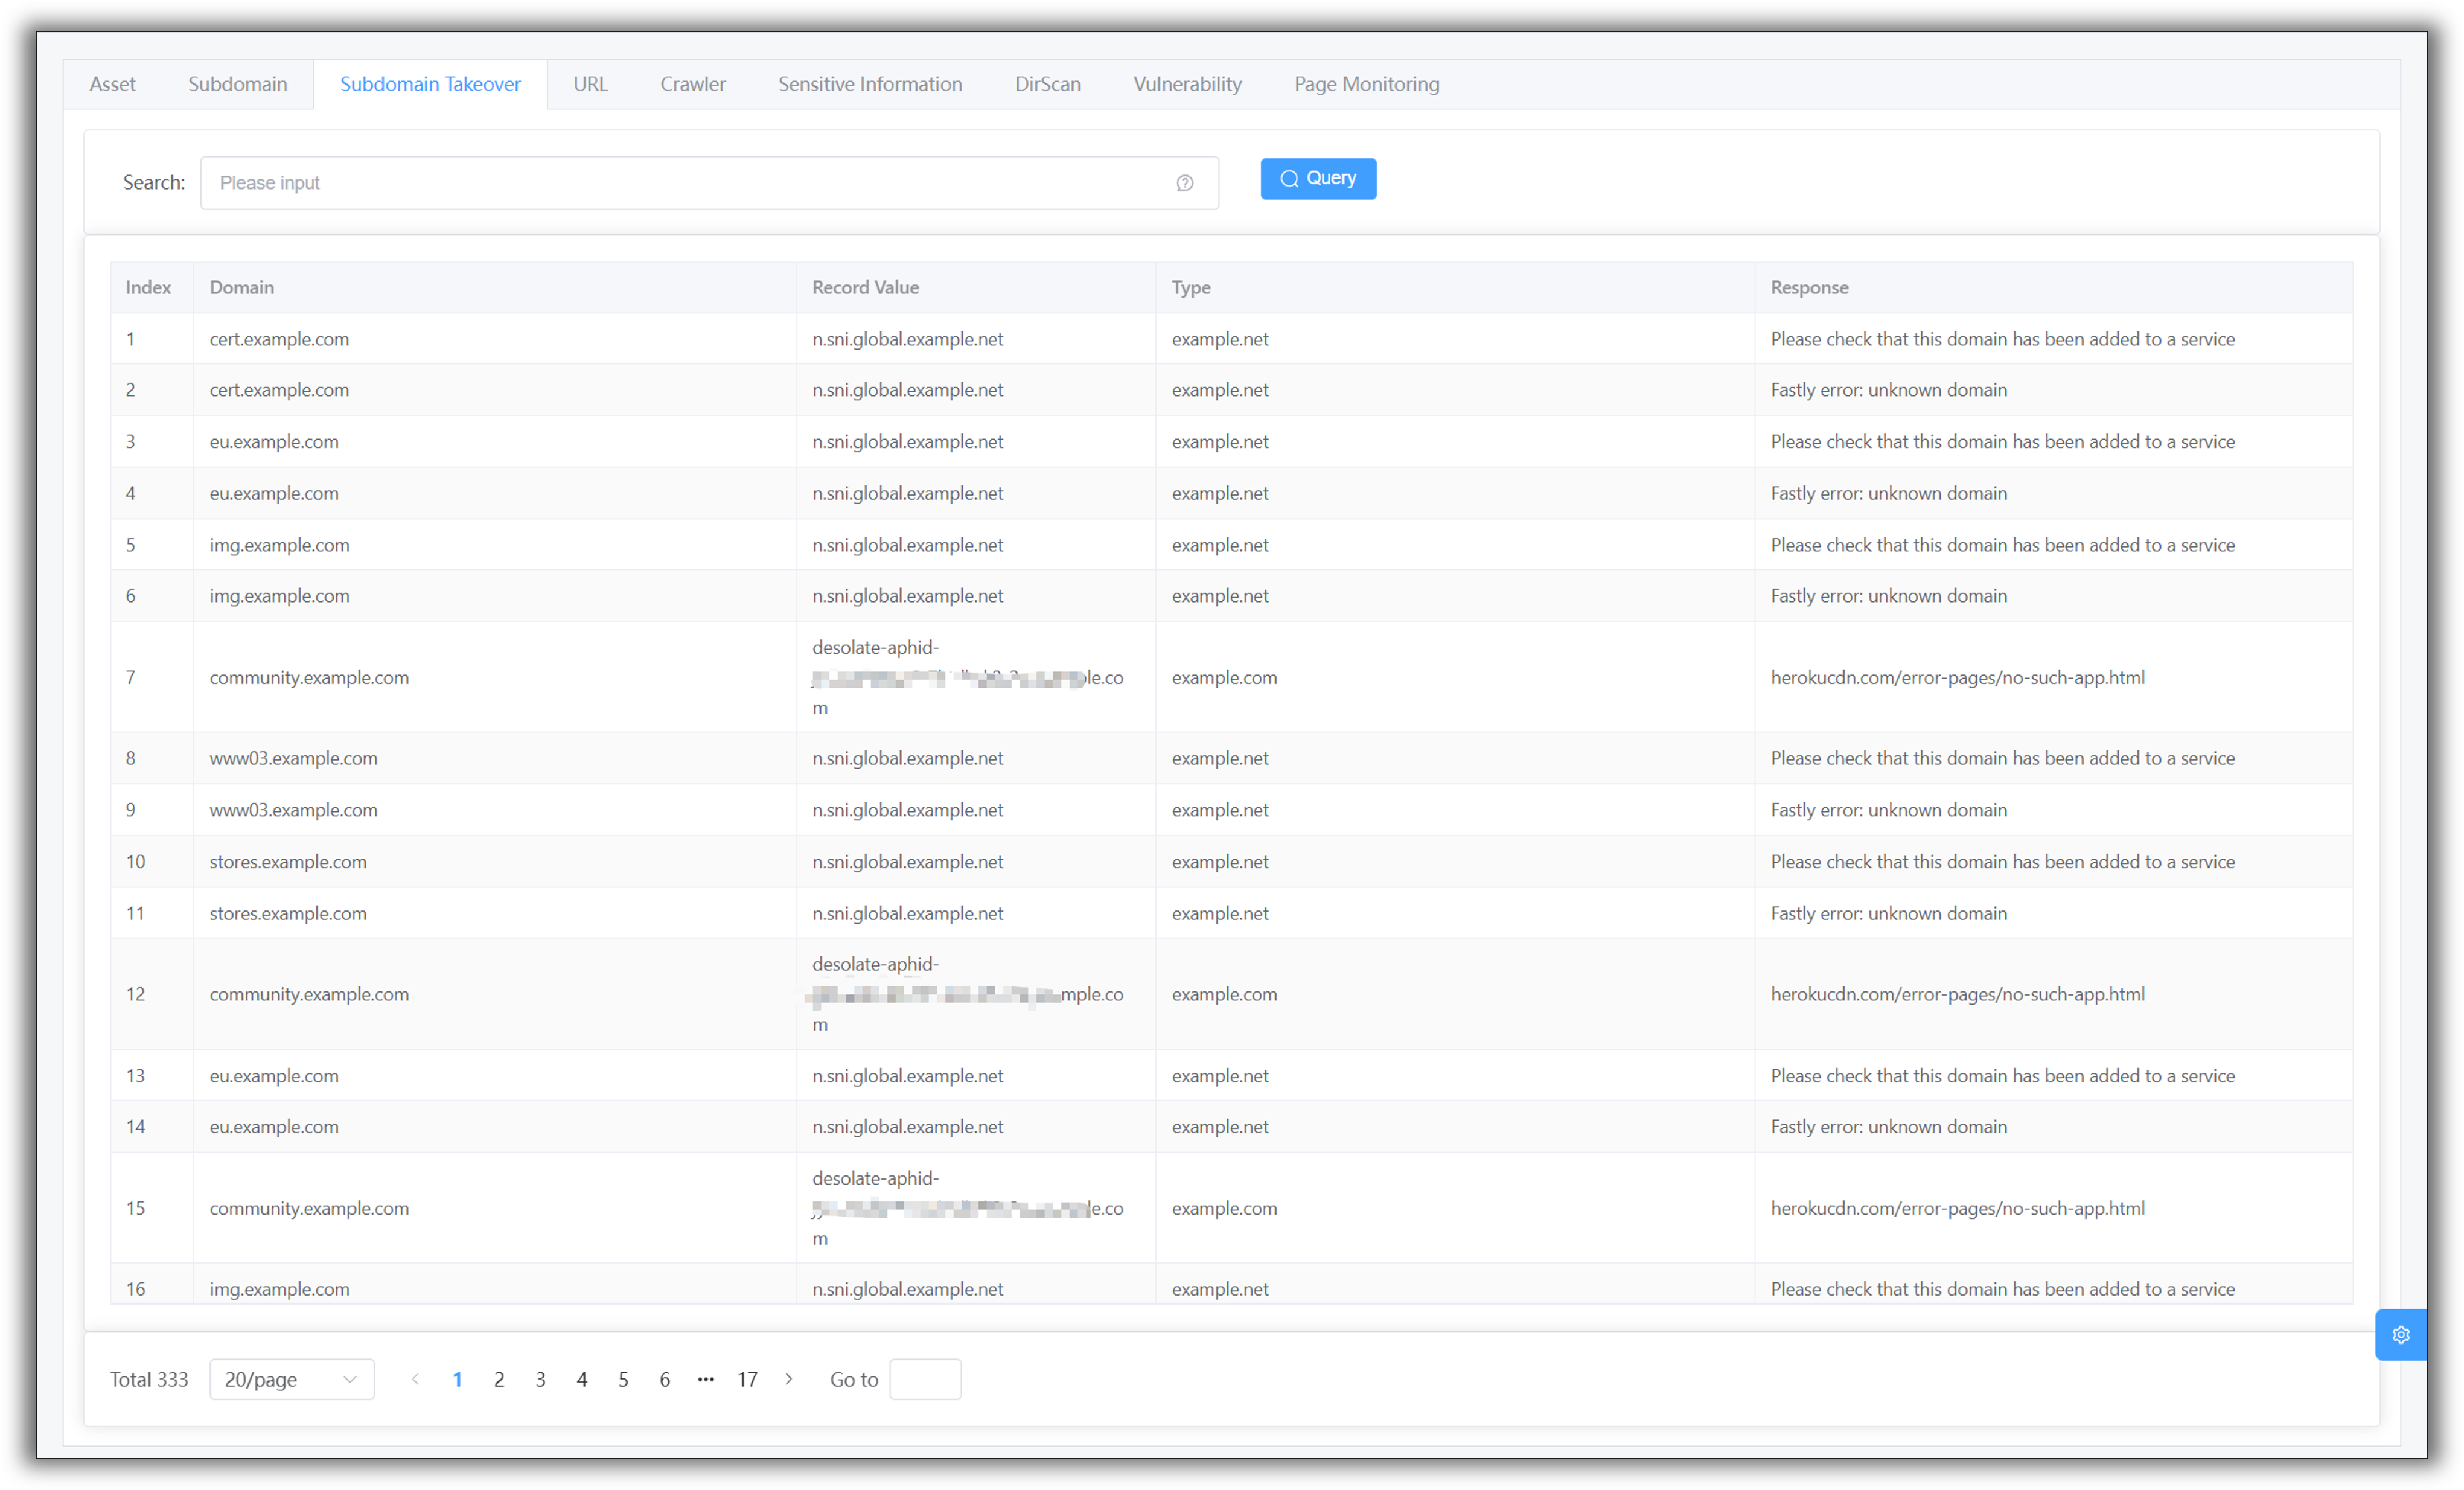 Asset Subdomain Subdomain Takeover URL Crawler Sensitive Information DirScan Vulnerability Page Monitoring
Search: Please input Query
Index Domain Record Value Type Response
1 cert.example.com n.sni.global.example.net example.net Please check that this domain has been added to a service
2 cert.example.com n.sni.global.example.net example.net Fastly error: unknown domain
3 eu.example.com n.sni.global.example.net example.net Please check that this domain has been added to a service
4 eu.example.com n.sni.global.example.net example.net Fastly error: unknown domain
5 img.example.com n.sni.global.example.net example.net Please check that this domain has been added to a service
6 img.example.com n.sni.global.example.net example.net Fastly error: unknown domain
desolate-aphid-
7 community.example.com le.co example.com herokucdn.com/error-pages/no-such-app.html
m
8 www03.example.com n.sni.global.example.net example.net Please check that this domain has been added to a service
9 www03.example.com n.sni.global.example.net example.net Fastly error: unknown domain
10 stores.example.com n.sni.global.example.net example.net Please check that this domain has been added to a service
11 stores.example.com n.sni.global.example.net example.net Fastly error: unknown domain
desolate-aphid-
12 community.example.com mple.co example.com herokucdn.com/error-pages/no-such-app.html
m
13 eu.example.com n.sni.global.example.net example.net Please check that this domain has been added to a service
14 eu.example.com n.sni.global.example.net example.net Fastly error: unknown domain
desolate-aphid-
15 community.example.com le.co example.com herokucdn.com/error-pages/no-such-app.html
m
16 img.example.com n.sni.global.example.net example.net Please check that this domain has been added to a service
Total 333 20/page 1 2 3 4 5 6 ••• 17 Go to